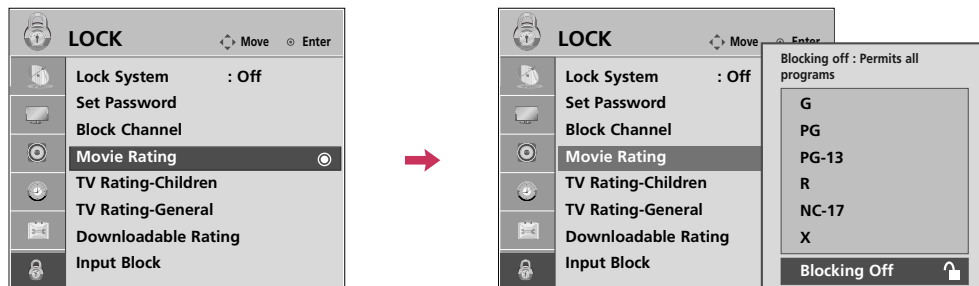 LOCK
Move Enter
Lock System : Off
Set Password
Block Channel
Movie Rating
TV Rating-Children
TV Rating-General
Downloadable Rating
Input Block
LOCK
Move Enter
Lock System : Off
Set Password
Block Channel
Movie Rating
TV Rating-Children
TV Rating-General
Downloadable Rating
Input Block
Blocking off : Permits all
programs
G
PG
PG-13
R
NC-17
X
Blocking Off